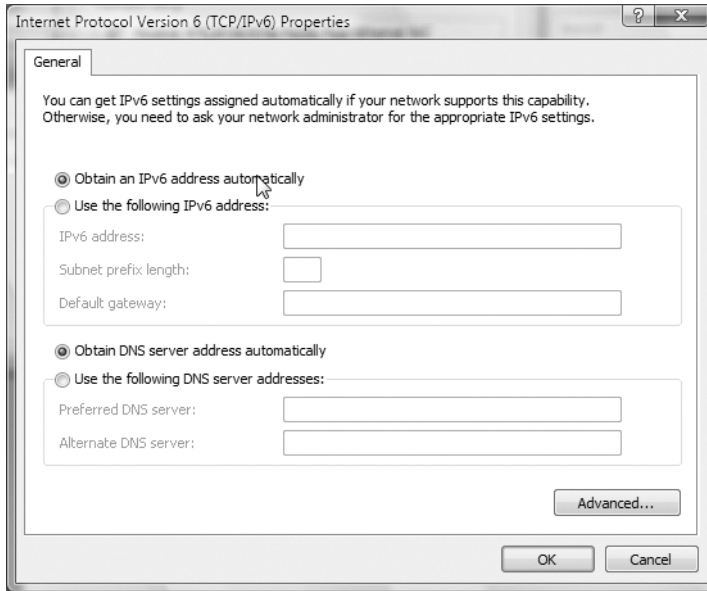 Internet Protocol Version 6 (TCP/IPv6) Properties
? X
General
You can get IPv6 settings assigned automatically if your network supports this capability.
Otherwise, you need to ask your network administrator for the appropriate IPv6 settings.
Obtain an IPv6 address automatically
Use the following IPv6 address:
IPv6 address:
Subnet prefix length:
Default gateway:
Obtain DNS server address automatically
Use the following DNS server addresses:
Preferred DNS server:
Alternate DNS server:
Advanced...
OK Cancel